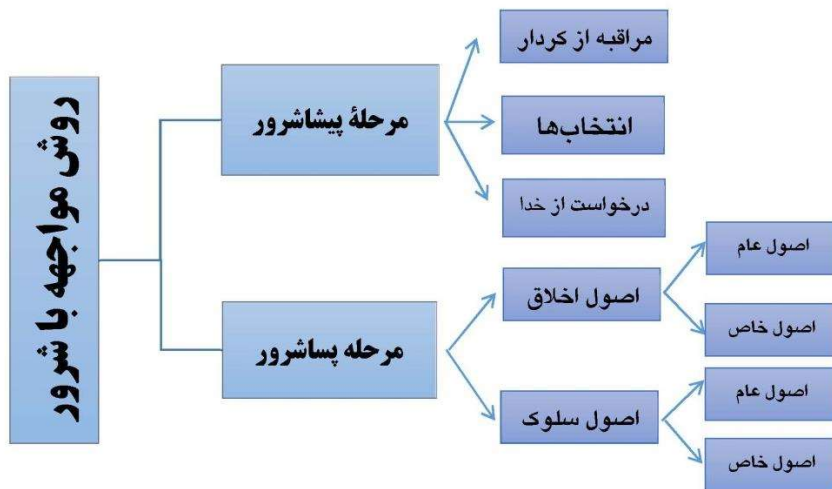 روش مواجهه با شرور
مرحلهٔ پیشاشرور
مراقبه از کردار
انتخاب‌ها
درخواست از خدا
مرحله پساشرور
اصول اخلاق
اصول عام
اصول خاص
اصول سلوک
اصول عام
اصول خاص